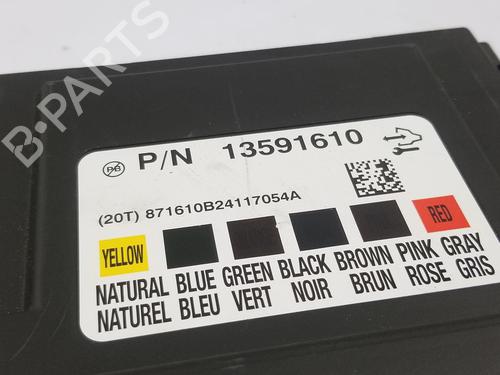 P/N 13591610
(20T) 871610B24117054A
YELLOW RED
NATURAL BLUE GREEN BLACK BROWN PINK GRAY
NATUREL BLEU VERT NOIR BRUN ROSE GRIS
B-PARTS